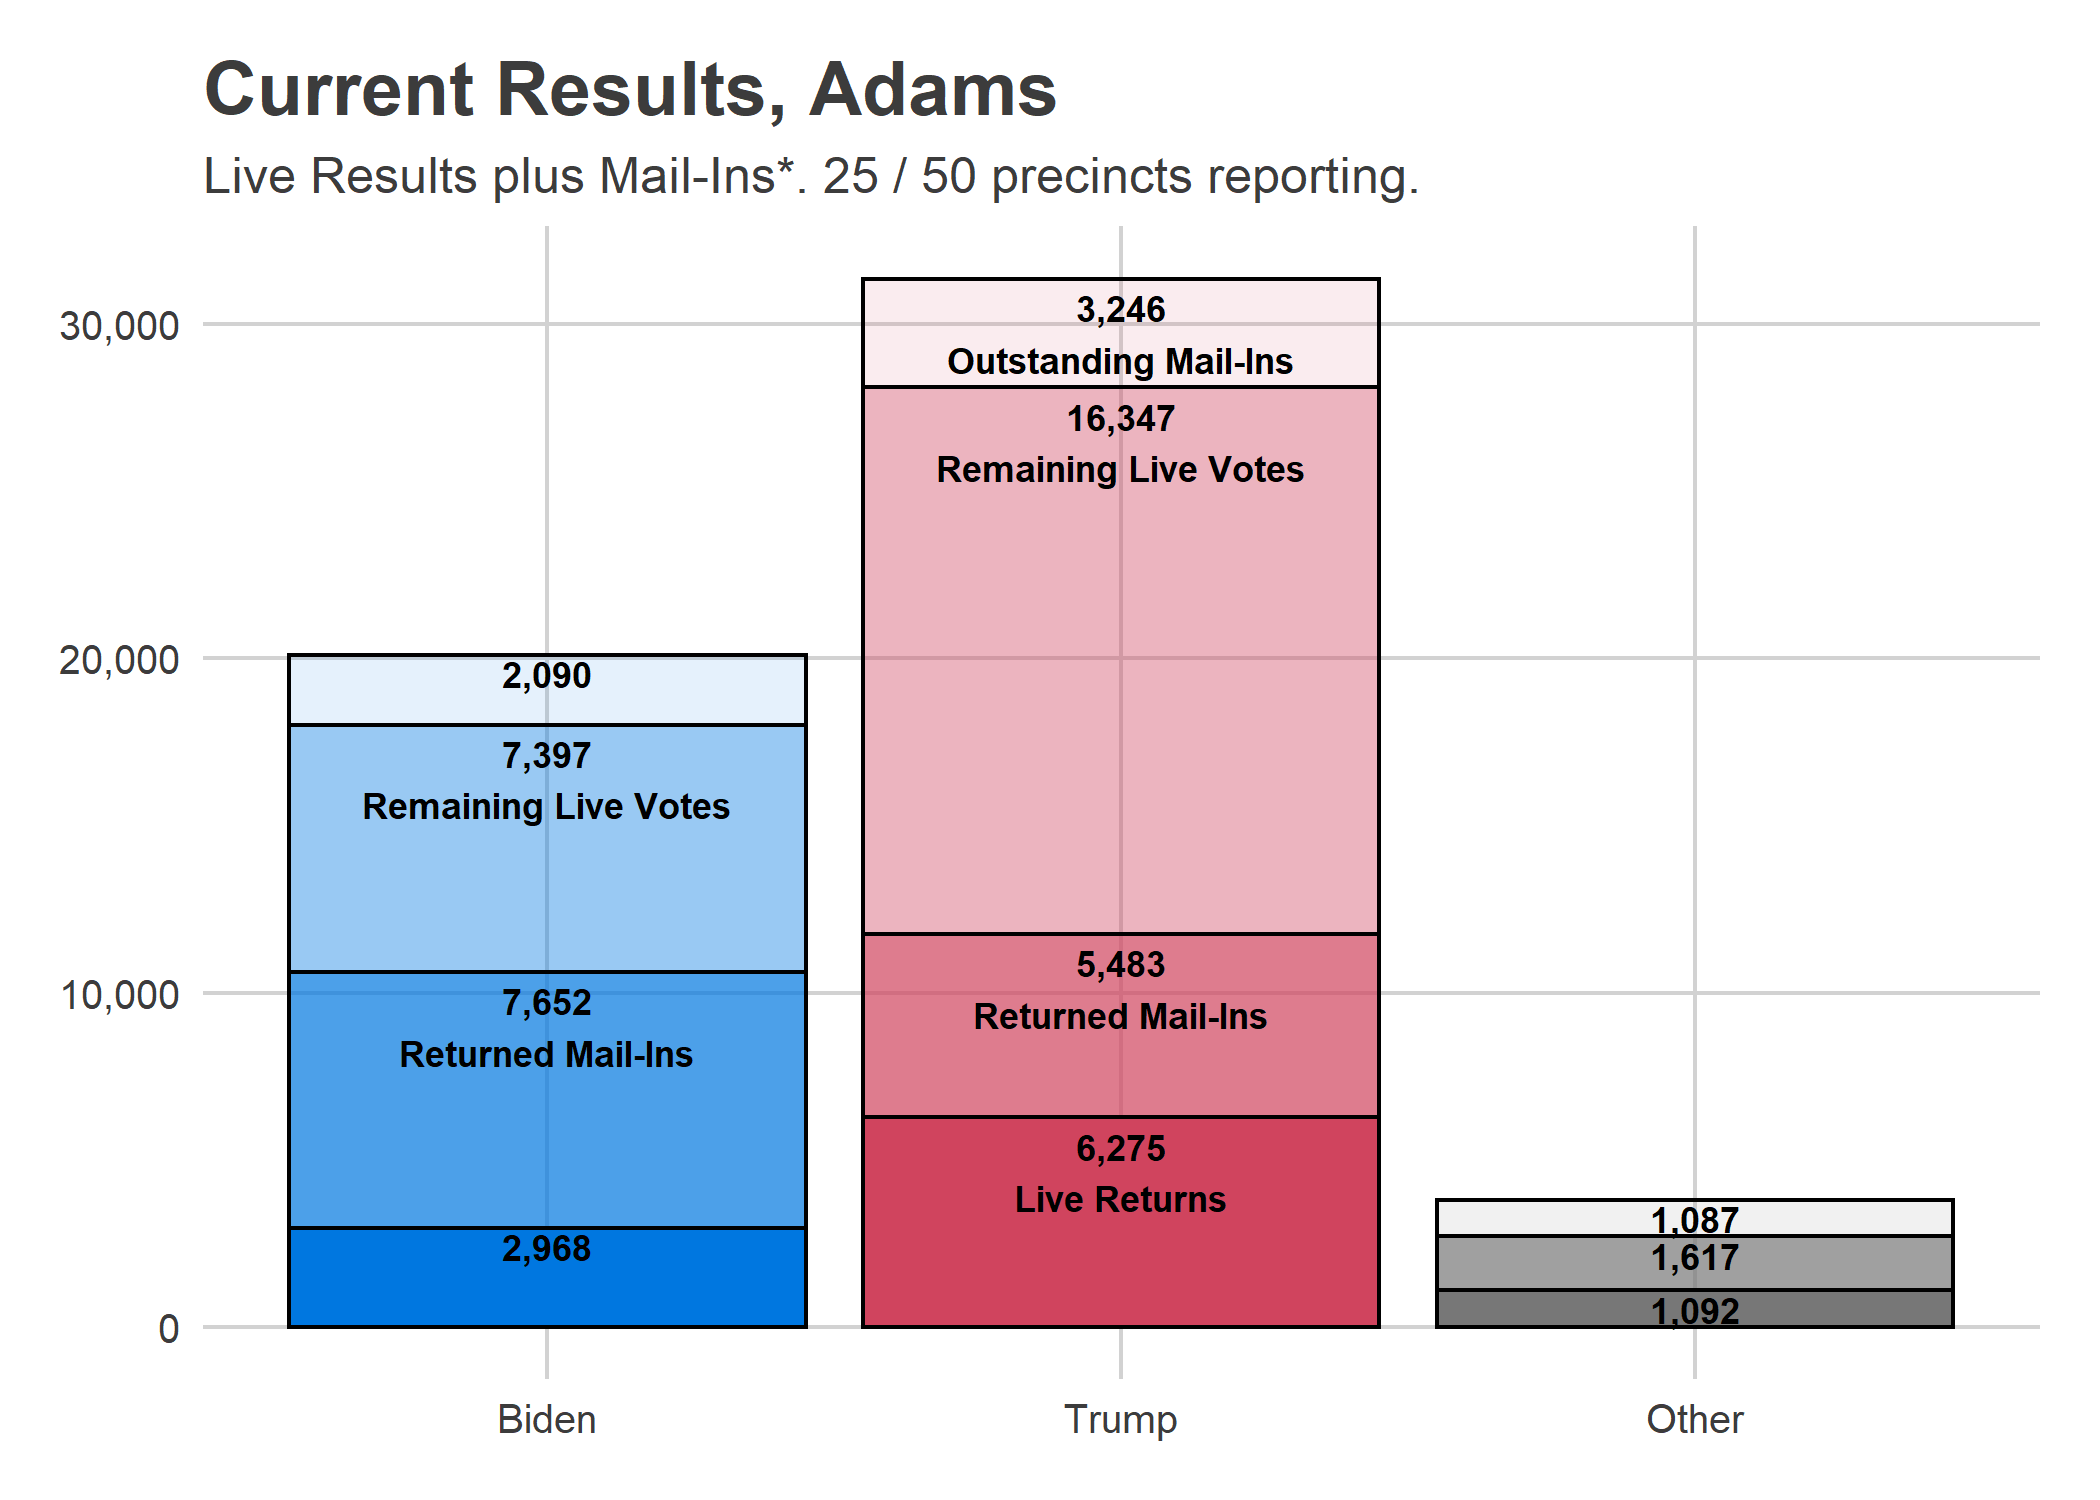 Current Results, Adams
Live Results plus Mail-Ins*. 25 / 50 precincts reporting.
30,000
20,000
10,000
0
2,090
7,397
Remaining Live Votes
7,652
Returned Mail-Ins
2,968
3,246
Outstanding Mail-Ins
16,347
Remaining Live Votes
5,483
Returned Mail-Ins
6,275
Live Returns
1,087
1,617
1,092
Biden
Trump
Other